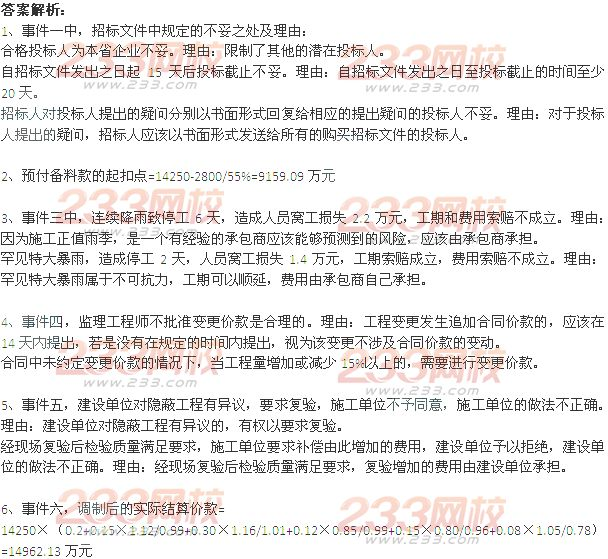 答案解析:
1、事件一中，招标文件中规定的不妥之处及理由：
合格投标人为本省企业不妥。理由：限制了其他的潜在投标人。
自招标文件发出之日起 15 天后投标截止不妥。理由：自招标文件发出之日至投标截止的时间至少
20 天。
招标人对投标人提出的疑问分别以书面形式回复给相应的提出疑问的投标人不妥。理由：对于投标
人提出的疑问，招标人应该以书面形式发送给所有的购买招标文件的投标人。
2、预付备料款的起扣点=14250-2800/55%=9159.09 万元
3、事件三中，连续降雨致停工 6 天，造成人员窝工损失 2.2 万元，工期和费用索赔不成立。理由：
因为施工正值雨季，是一个有经验的承包商应该能够预测到的风险，应该由承包商承担。
罕见特大暴雨，造成停工 2 天，人员窝工损失 1.4 万元，工期索赔成立，费用索赔不成立。理由：
罕见特大暴雨属于不可抗力，工期可以顺延，费用由承包商自己承担。
4、事件四，监理工程师不批准变更价款是合理的。理由：工程变更发生追加合同价款的，应该在
14 天内提出，若是没有在规定的时间内提出，视为该变更不涉及合同价款的变动。
合同中未约定变更价款的情况下，当工程量增加或减少 15%以上的，需要进行变更价款。
5、事件五，建设单位对隐蔽工程有异议，要求复验，施工单位不予同意，施工单位的做法不正确。
理由：建设单位对隐蔽工程有异议的，有权以要求复验。
经现场复验后检验质量满足要求，施工单位要求补偿由此增加的费用，建设单位予以拒绝，建设单
位的做法不正确。理由：经现场复验后检验质量满足要求，复验增加的费用由建设单位承担。
6、事件六，调制后的实际结算价款=
14250×（0.2+0.15×1.12/0.99+0.30×1.16/1.01+0.12×0.85/0.99+0.15×0.80/0.96+0.08×1.05/0.78）
=14962.13 万元
233网校
www.233.com